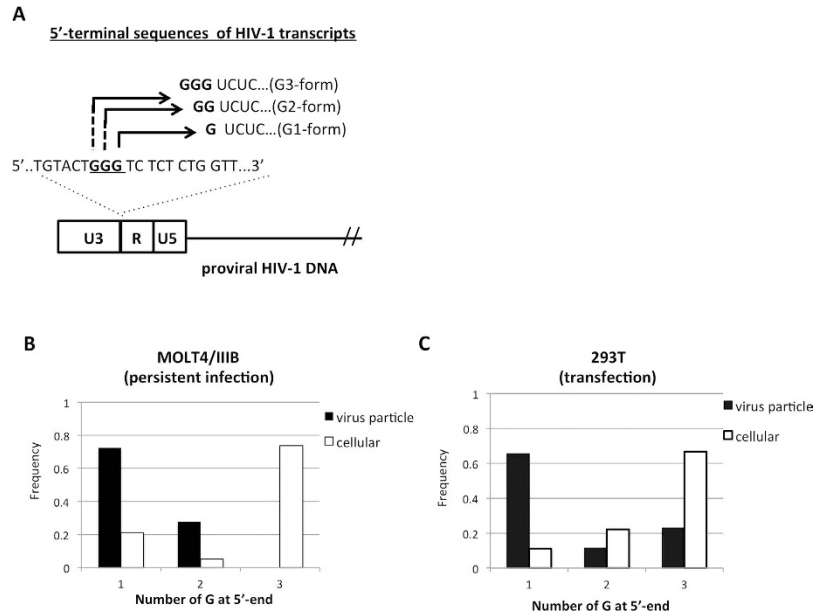 A
5’-terminal sequences of HIV-1 transcripts
GGG UCUC...(G3-form)
GG UCUC...(G2-form)
G UCUC...(G1-form)
5’..TGTACTGGG TC TCT CTG GTT...3’
U3 R U5
proviral HIV-1 DNA
B
MOLT4/IIIB
(persistent infection)
1
0.8
0.6
0.4
0.2
0
Frequency
1 2 3
Number of G at 5’-end
virus particle
cellular
C
293T
(transfection)
1
0.8
0.6
0.4
0.2
0
Frequency
1 2 3
Number of G at 5’-end
virus particle
cellular